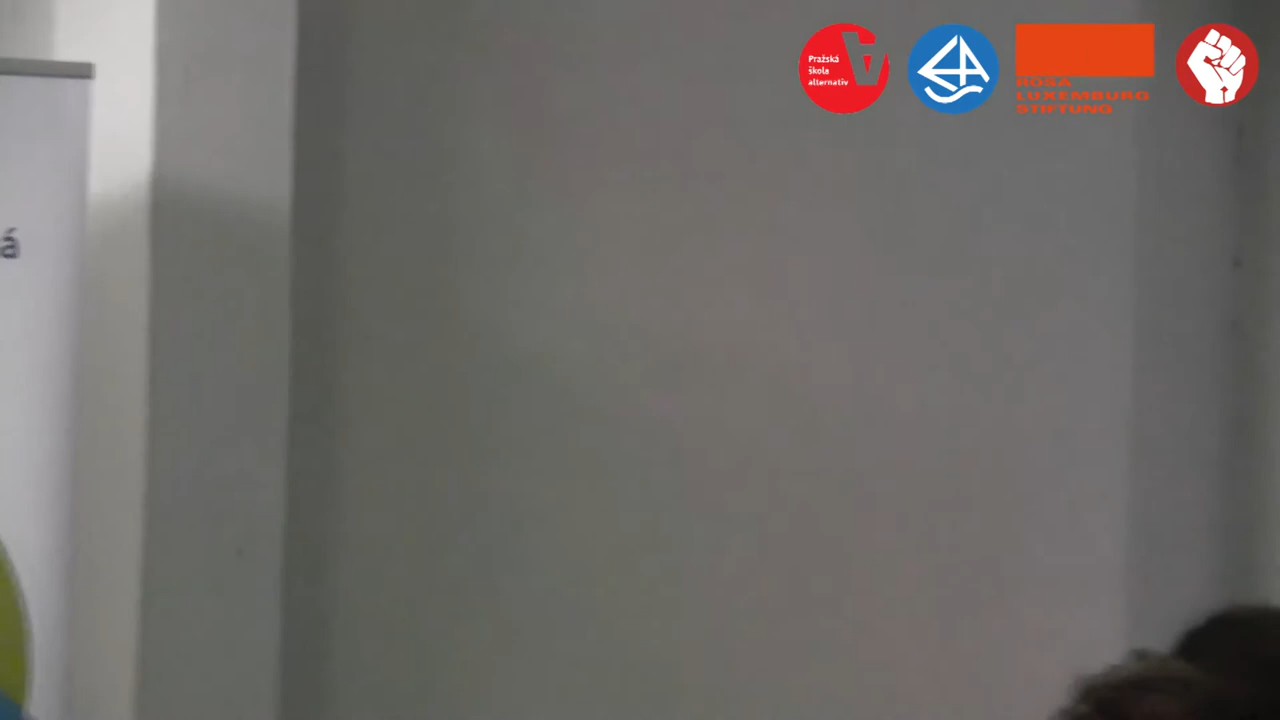 Pražská
škola
alternativ
ROSA
LUXEMBURG
STIFTUNG
á